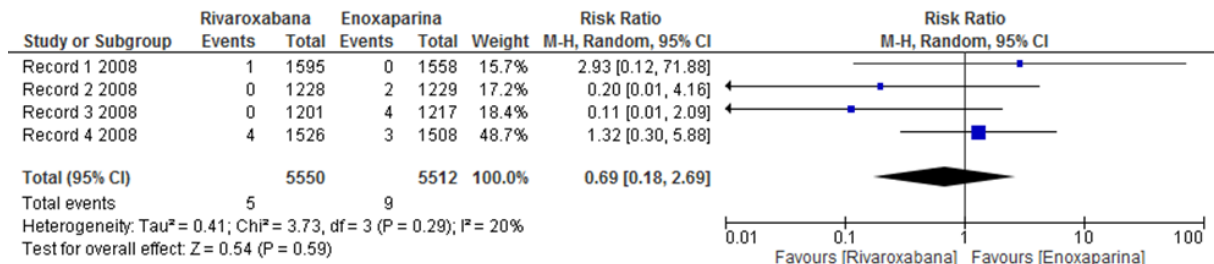 Rivaroxabana Enoxaparina Risk Ratio Risk Ratio
Study or Subgroup Events Total Events Total Weight M-H, Random, 95% CI M-H, Random, 95% CI
Record 1 2008 1 1595 0 1558 15.7% 2.93 [0.12, 71.88]
Record 2 2008 0 1228 2 1229 17.2% 0.20 [0.01, 4.16]
Record 3 2008 0 1201 4 1217 18.4% 0.11 [0.01, 2.09]
Record 4 2008 4 1526 3 1508 48.7% 1.32 [0.30, 5.88]
Total (95% CI) 5550 5512 100.0% 0.69 [0.18, 2.69]
Total events 5 9
Heterogeneity: Tau² = 0.41; Chi² = 3.73, df = 3 (P = 0.29); I² = 20%
Test for overall effect: Z = 0.54 (P = 0.59)
0.01 0.1 1 10 100
Favours [Rivaroxabana] Favours [Enoxaparina]